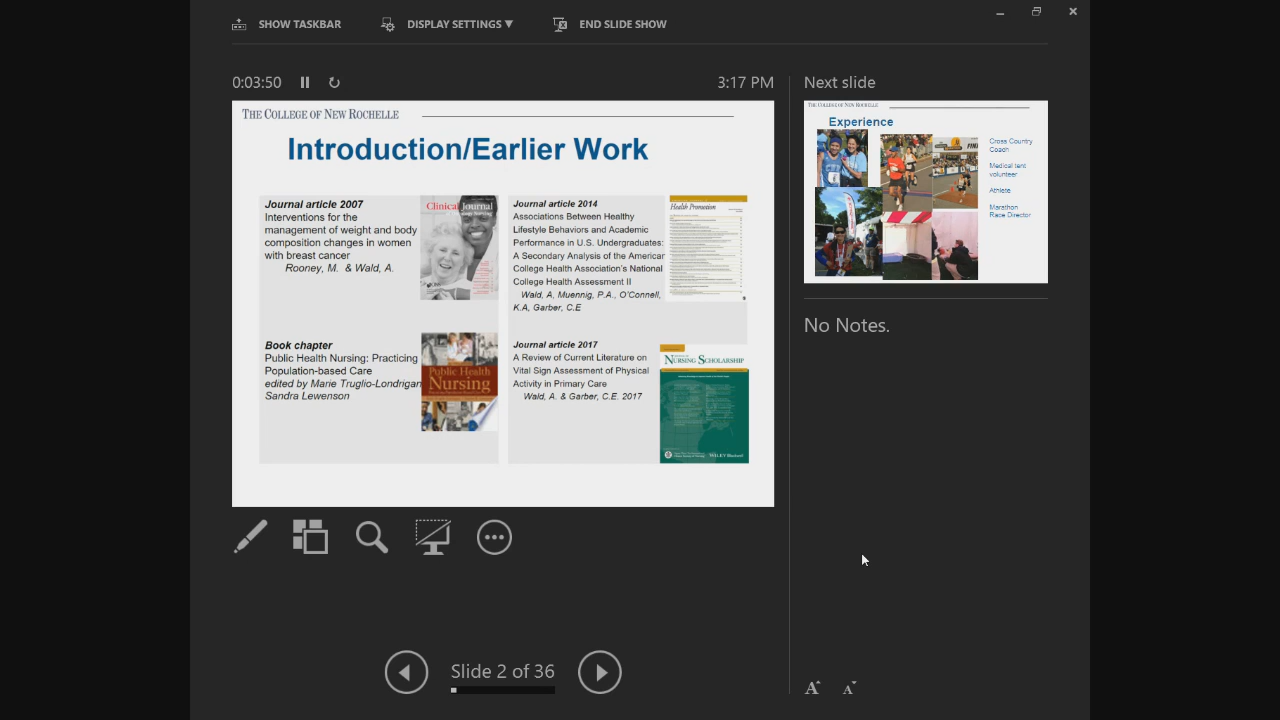 SHOW TASKBAR
DISPLAY SETTINGS ▼
END SLIDE SHOW
0:03:50
3:17 PM
Next slide
THE COLLEGE OF NEW ROCHELLE
Introduction/Earlier Work
Journal article 2007
Interventions for the
management of weight and body
composition changes in women
with breast cancer
Rooney, M. & Wald, A.
Clinical Journal
Book chapter
Public Health Nursing: Practicing
Population-based Care
edited by Marie Truglio-Londrigan
Sandra Lewenson
Public Health
Nursing
Journal article 2014
Associations Between Healthy
Lifestyle Behaviors and Academic
Performance in U.S. Undergraduates:
A Secondary Analysis of the American
College Health Association's National
College Health Assessment II
Wald, A, Muennig, P.A., O'Connell,
K.A, Garber, C.E
Health Promotion
Journal article 2017
A Review of Current Literature on
Vital Sign Assessment of Physical
Activity in Primary Care
Wald, A. & Garber, C.E. 2017
NURSING SCHOLARSHIP
WILEY Blackwell
THE COLLEGE OF NEW ROCHELLE
Experience
Cross Country
Coach
Medical tent
volunteer
Athlete
Marathon
Race Director
No Notes.
Slide 2 of 36
A A